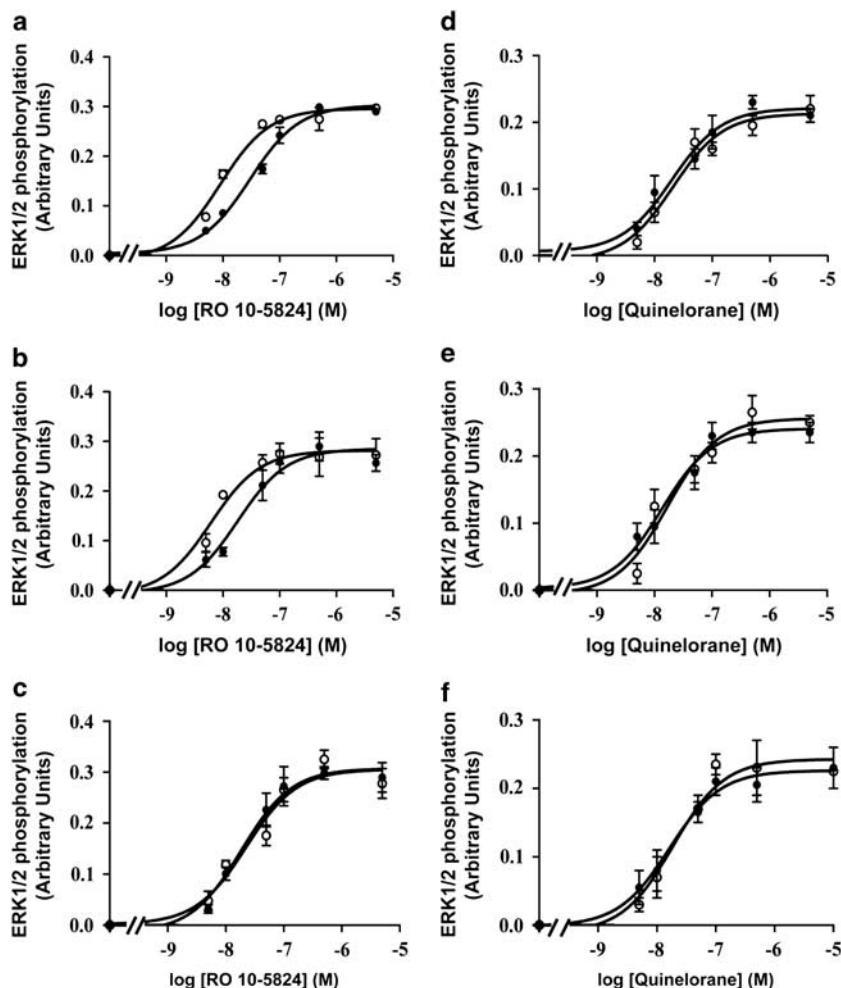 a
ERK1/2 phosphorylation
(Arbitrary Units)
0.4
0.3
0.2
0.1
0.0
-9 -8 -7 -6 -5
log [RO 10-5824] (M)
d
ERK1/2 phosphorylation
(Arbitrary Units)
0.3
0.2
0.1
0.0
-9 -8 -7 -6 -5
log [Quinelorane] (M)
b
ERK1/2 phosphorylation
(Arbitrary Units)
0.4
0.3
0.2
0.1
0.0
-9 -8 -7 -6 -5
log [RO 10-5824] (M)
e
ERK1/2 phosphorylation
(Arbitrary Units)
0.3
0.2
0.1
0.0
-9 -8 -7 -6 -5
log [Quinelorane] (M)
c
ERK1/2 phosphorylation
(Arbitrary Units)
0.4
0.3
0.2
0.1
0.0
-9 -8 -7 -6 -5
log [RO 10-5824] (M)
f
ERK1/2 phosphorylation
(Arbitrary Units)
0.3
0.2
0.1
0.0
-9 -8 -7 -6 -5
log [Quinelorane] (M)